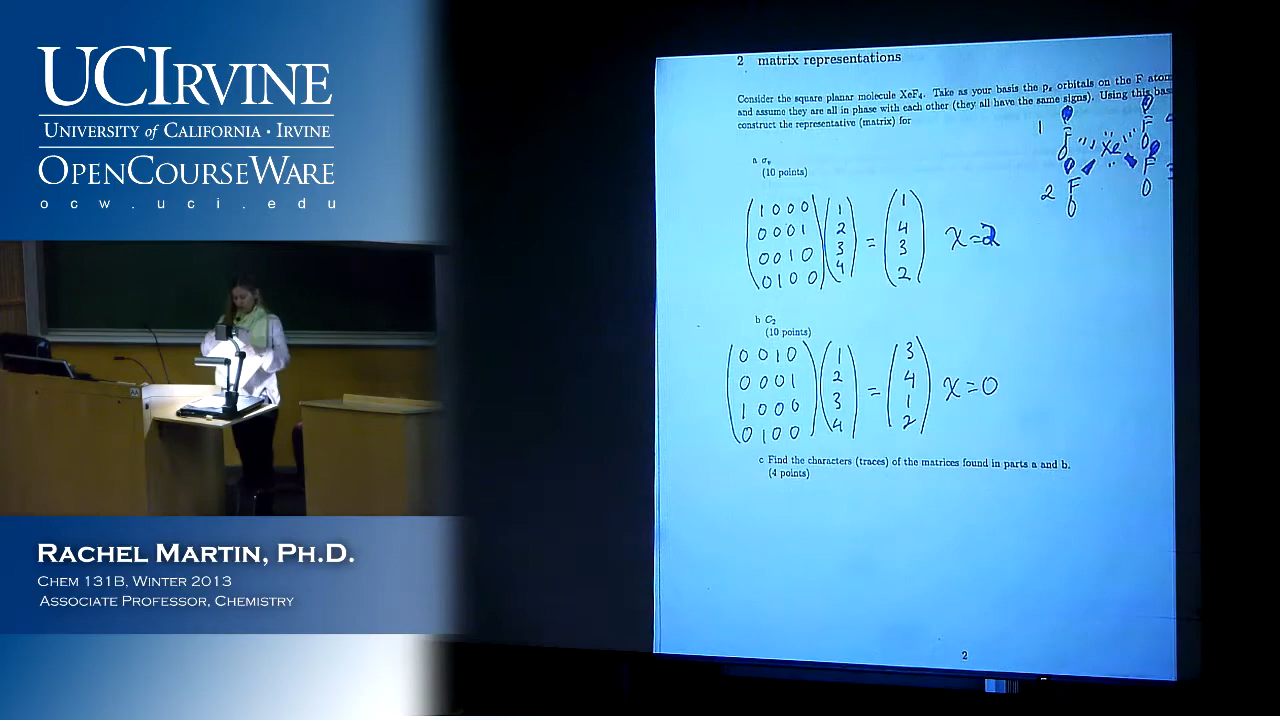 UCIRVINE
UNIVERSITY of CALIFORNIA · IRVINE
OPENCOURSEWARE
ocw.uci.edu
RACHEL MARTIN, PH.D.
CHEM 131B, WINTER 2013
ASSOCIATE PROFESSOR, CHEMISTRY
2 matrix representations
Consider the square planar molecule XeF₄. Take as your basis the p_z orbitals on the F atom
and assume they are all in phase with each other (they all have the same signs). Using this bas
construct the representative (matrix) for
1 F Xe F 4
2 F F 3
a σᵥ
(10 points)
1 0 0 0 1 1
0 0 0 1 2 4
0 0 1 0 3 = 3 χ=2
0 1 0 0 4 2
b C₂
(10 points)
0 0 1 0 1 3
0 0 0 1 2 4
1 0 0 0 3 = 1 χ=0
0 1 0 0 4 2
c Find the characters (traces) of the matrices found in parts a and b.
(4 points)
2